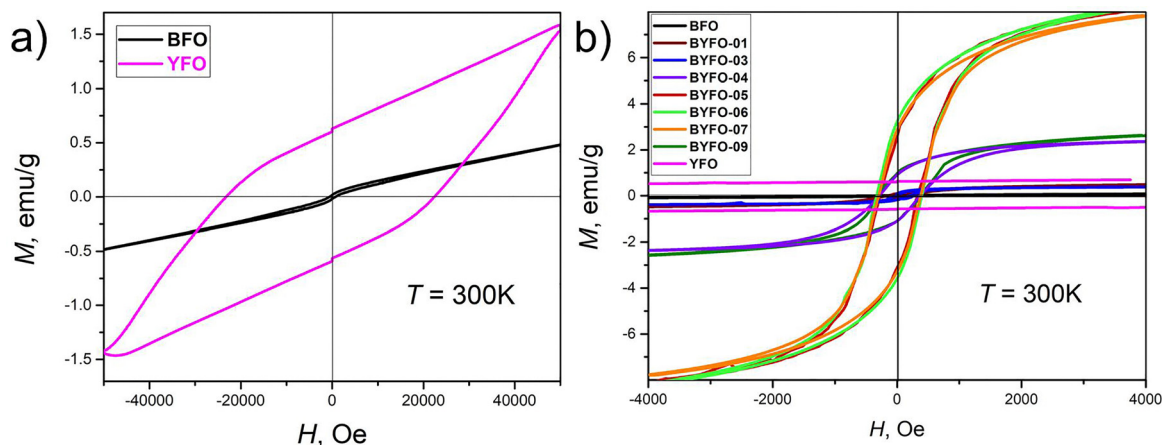 a)
BFO
YFO
1.5
1.0
0.5
0.0
-0.5
-1.0
-1.5
M, emu/g
T = 300K
-40000
-20000
0
20000
40000
H, Oe
b)
BFO
BYFO-01
BYFO-03
BYFO-04
BYFO-05
BYFO-06
BYFO-07
BYFO-09
YFO
6
4
2
0
-2
-4
-6
M, emu/g
T = 300K
-4000
-2000
0
2000
4000
H, Oe